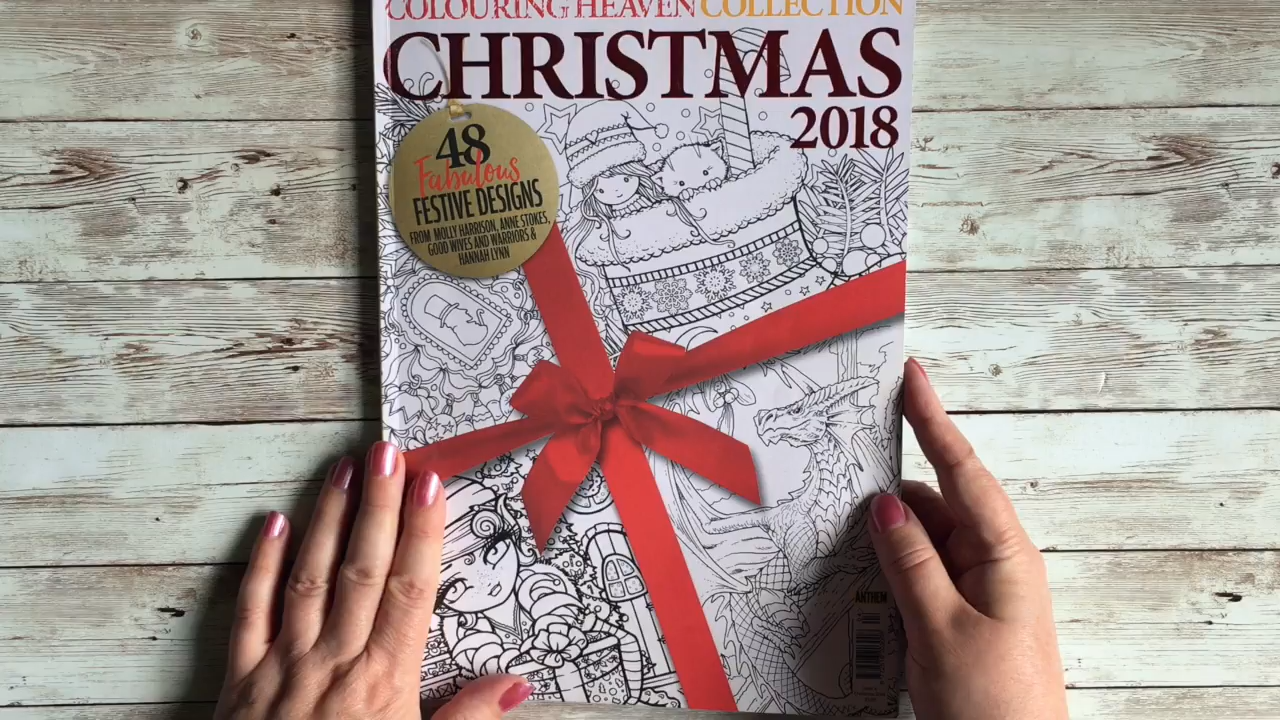 COLOURING HEAVEN COLLECTION
CHRISTMAS
2018
48
Fabulous
FESTIVE DESIGNS
FROM MOLLY HARRISON, ANNE STOKES,
GOOD WIVES AND WARRIORS &
HANNAH LYNN
ANTHEM